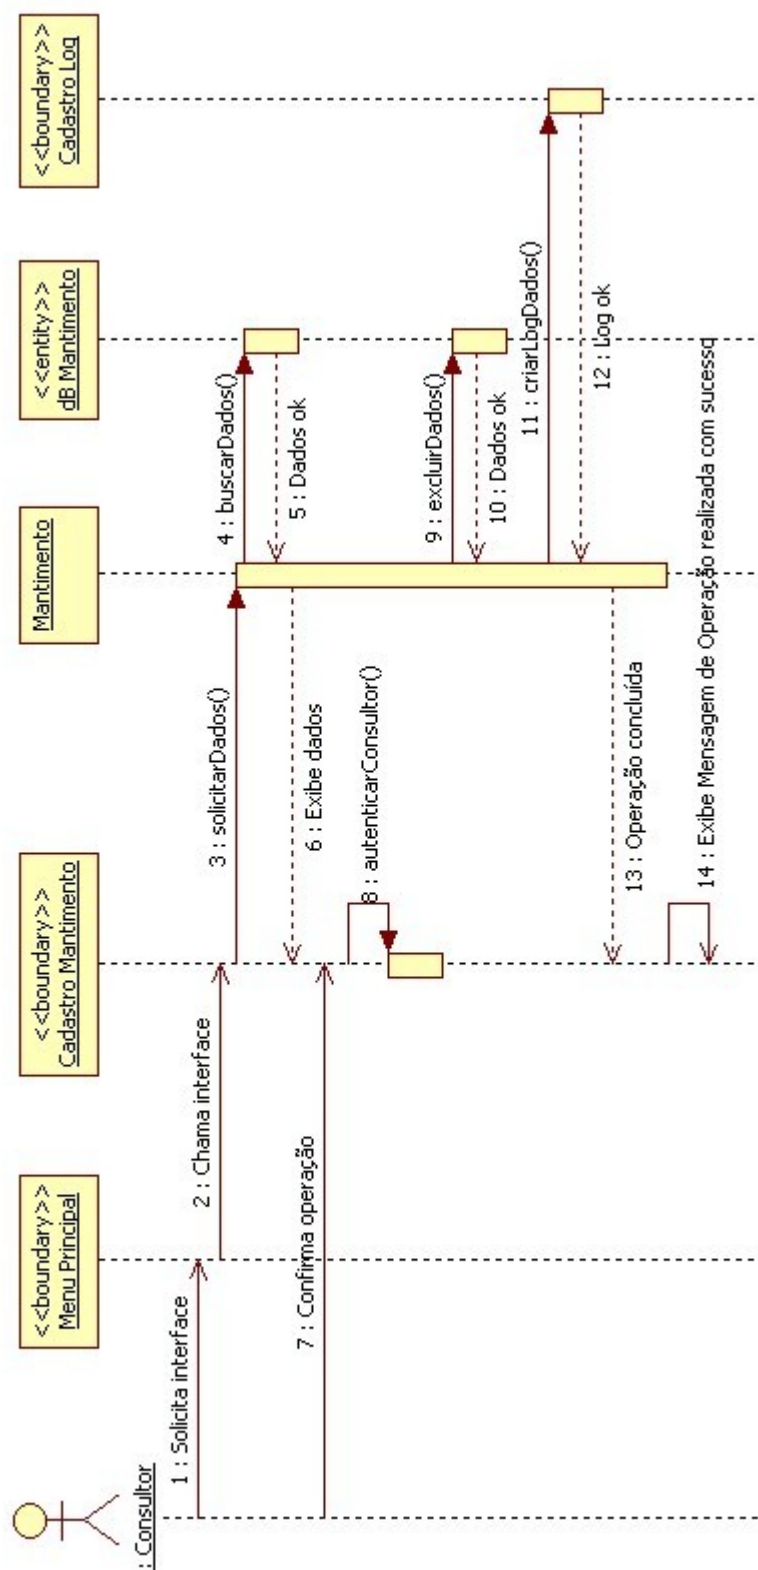 : Consultor
<<boundary>>
Menu Principal
<<boundary>>
Cadastro Mantimento
Mantimento
<<entity>>
dB Mantimento
<<boundary>>
Cadastro Log
1 : Solicita interface
2 : Chama interface
3 : solicitarDados()
4 : buscarDados()
5 : Dados ok
6 : Exibe dados
7 : Confirma operação
8 : autenticarConsultor()
9 : excluirDados()
10 : Dados ok
11 : criarLogDados()
12 : Log ok
13 : Operação concluída
14 : Exibe Mensagem de Operação realizada com sucesso